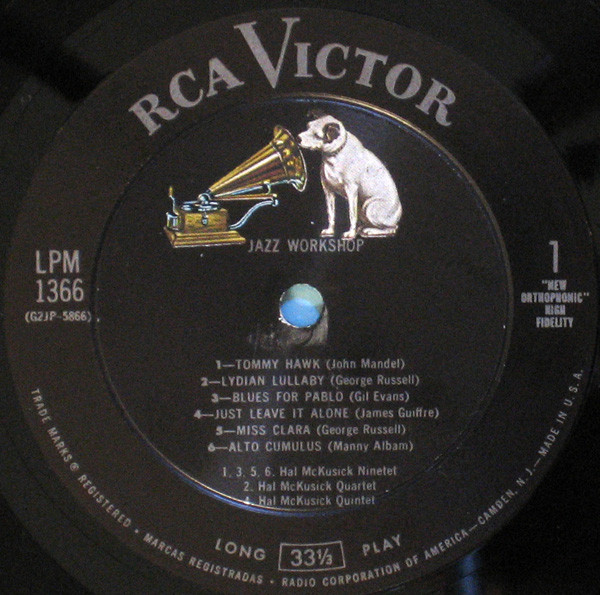 RCA VICTOR
JAZZ WORKSHOP
LPM
1366
(G2JP-5866)
1
"NEW
ORTHOPHONIC"
HIGH
FIDELITY
1—TOMMY HAWK (John Mandel)
2—LYDIAN LULLABY (George Russell)
3—BLUES FOR PABLO (Gil Evans)
4—JUST LEAVE IT ALONE (James Guiffre)
5—MISS CLARA (George Russell)
6—ALTO CUMULUS (Manny Albam)
1. 3. 5. 6. Hal McKusick Ninetet
2. Hal McKusick Quartet
4. Hal McKusick Quintet
LONG 33⅓ PLAY
TRADE MARKS ® REGISTERED • MARCAS REGISTRADAS • RADIO CORPORATION OF AMERICA—CAMDEN, N. J.—MADE IN U.S.A.